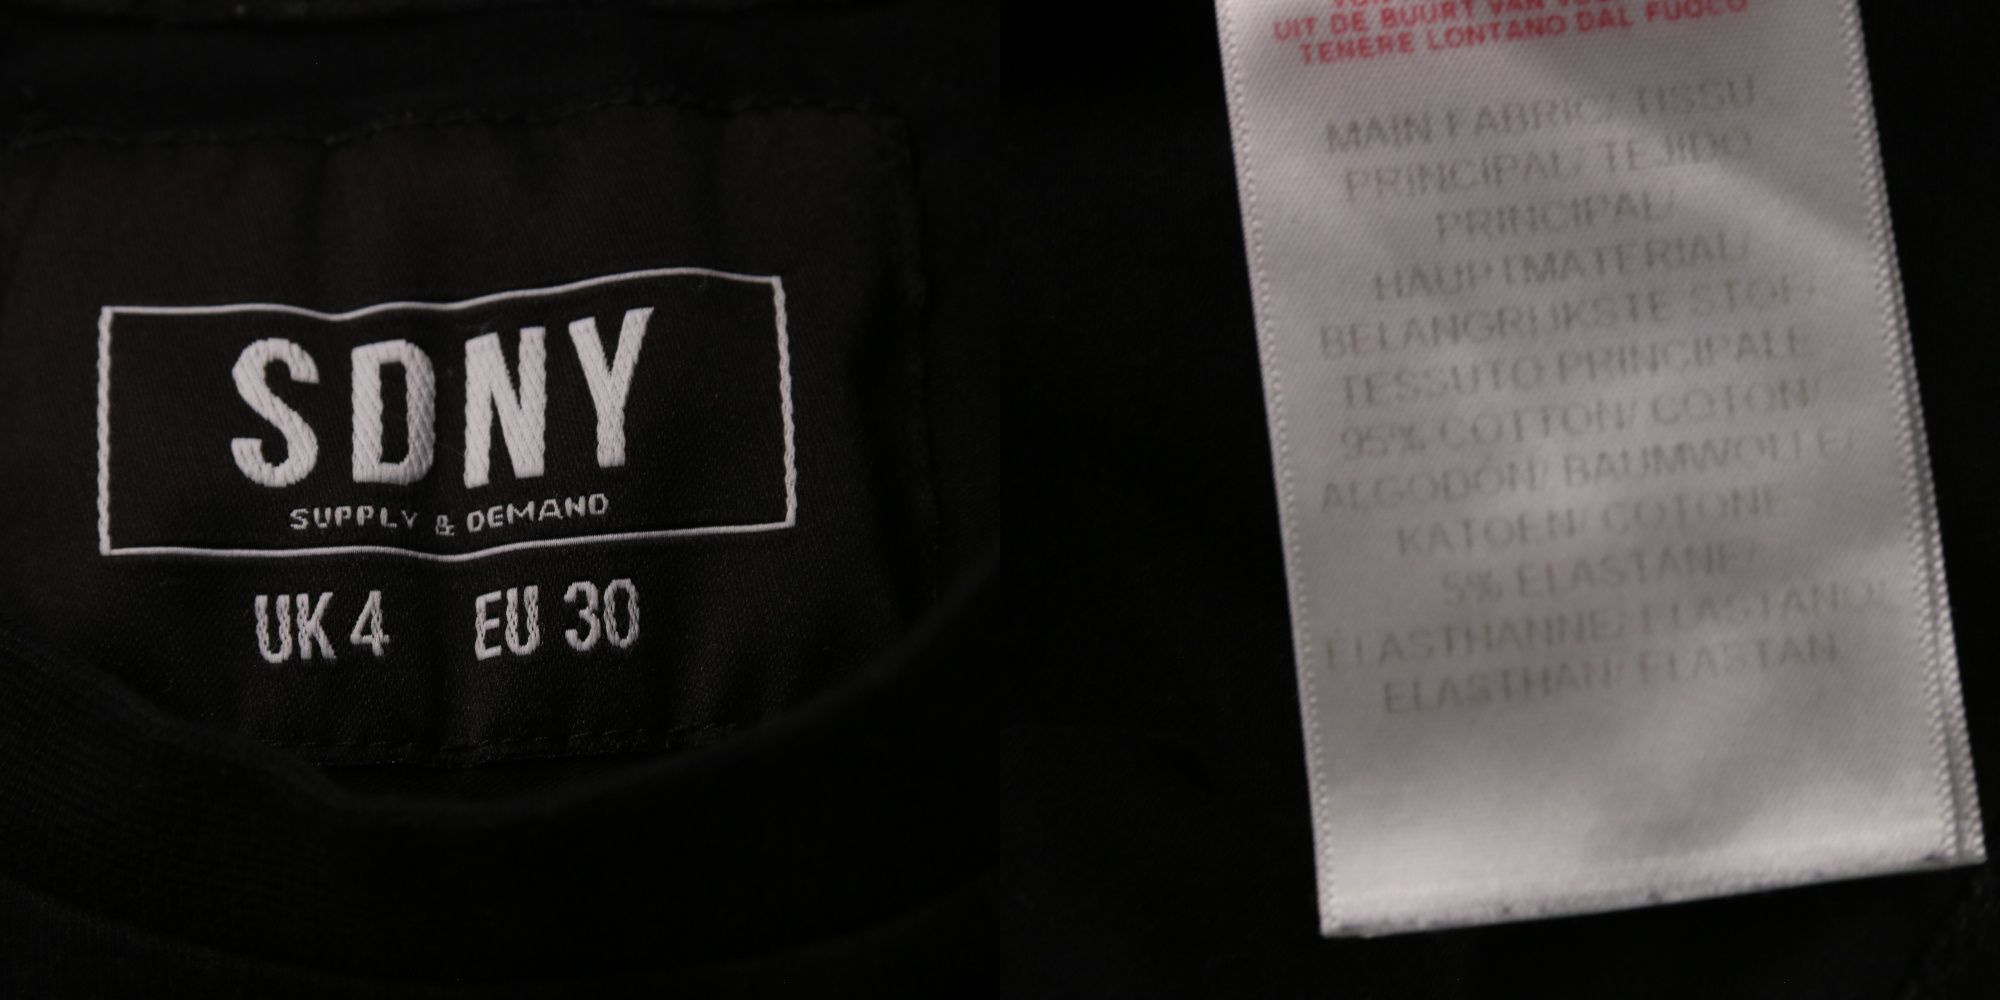 SDNY
SUPPLY & DEMAND
UK 4 EU 30
UIT DE BUURT VAN
TENERE LONTANO DAL FUOCO
MAIN FABRIC/ TISSU
PRINCIPAL/ TEJIDO
PRINCIPAL/
HAUPTMATERIAL/
BELANGRIJKSTE STOF/
TESSUTO PRINCIPALE
95% COTTON/ COTON/
ALGODÓN/ BAUMWOLLE/
KATOEN/ COTONE
5% ELASTANE/
ÉLASTHANNE/ ELASTANO/
ELASTHAN/ ELASTAN